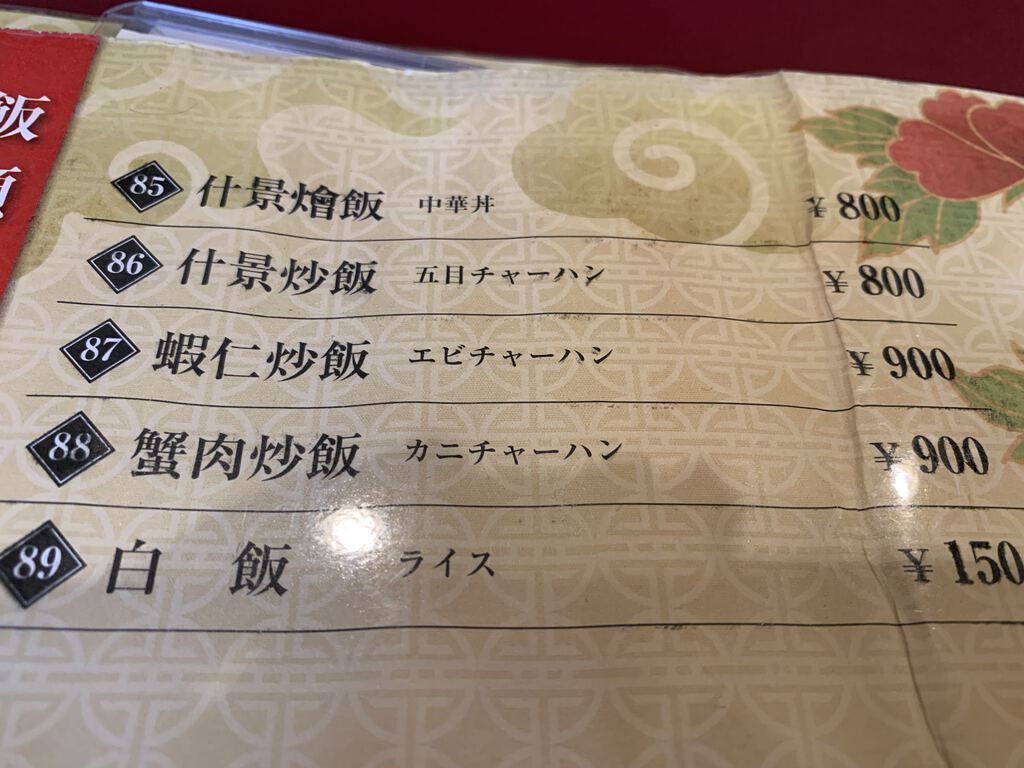 飯
85 什景燴飯 中華丼 ¥800
86 什景炒飯 五目チャーハン ¥800
87 蝦仁炒飯 エビチャーハン ¥900
88 蟹肉炒飯 カニチャーハン ¥900
89 白 飯 ライス ¥150